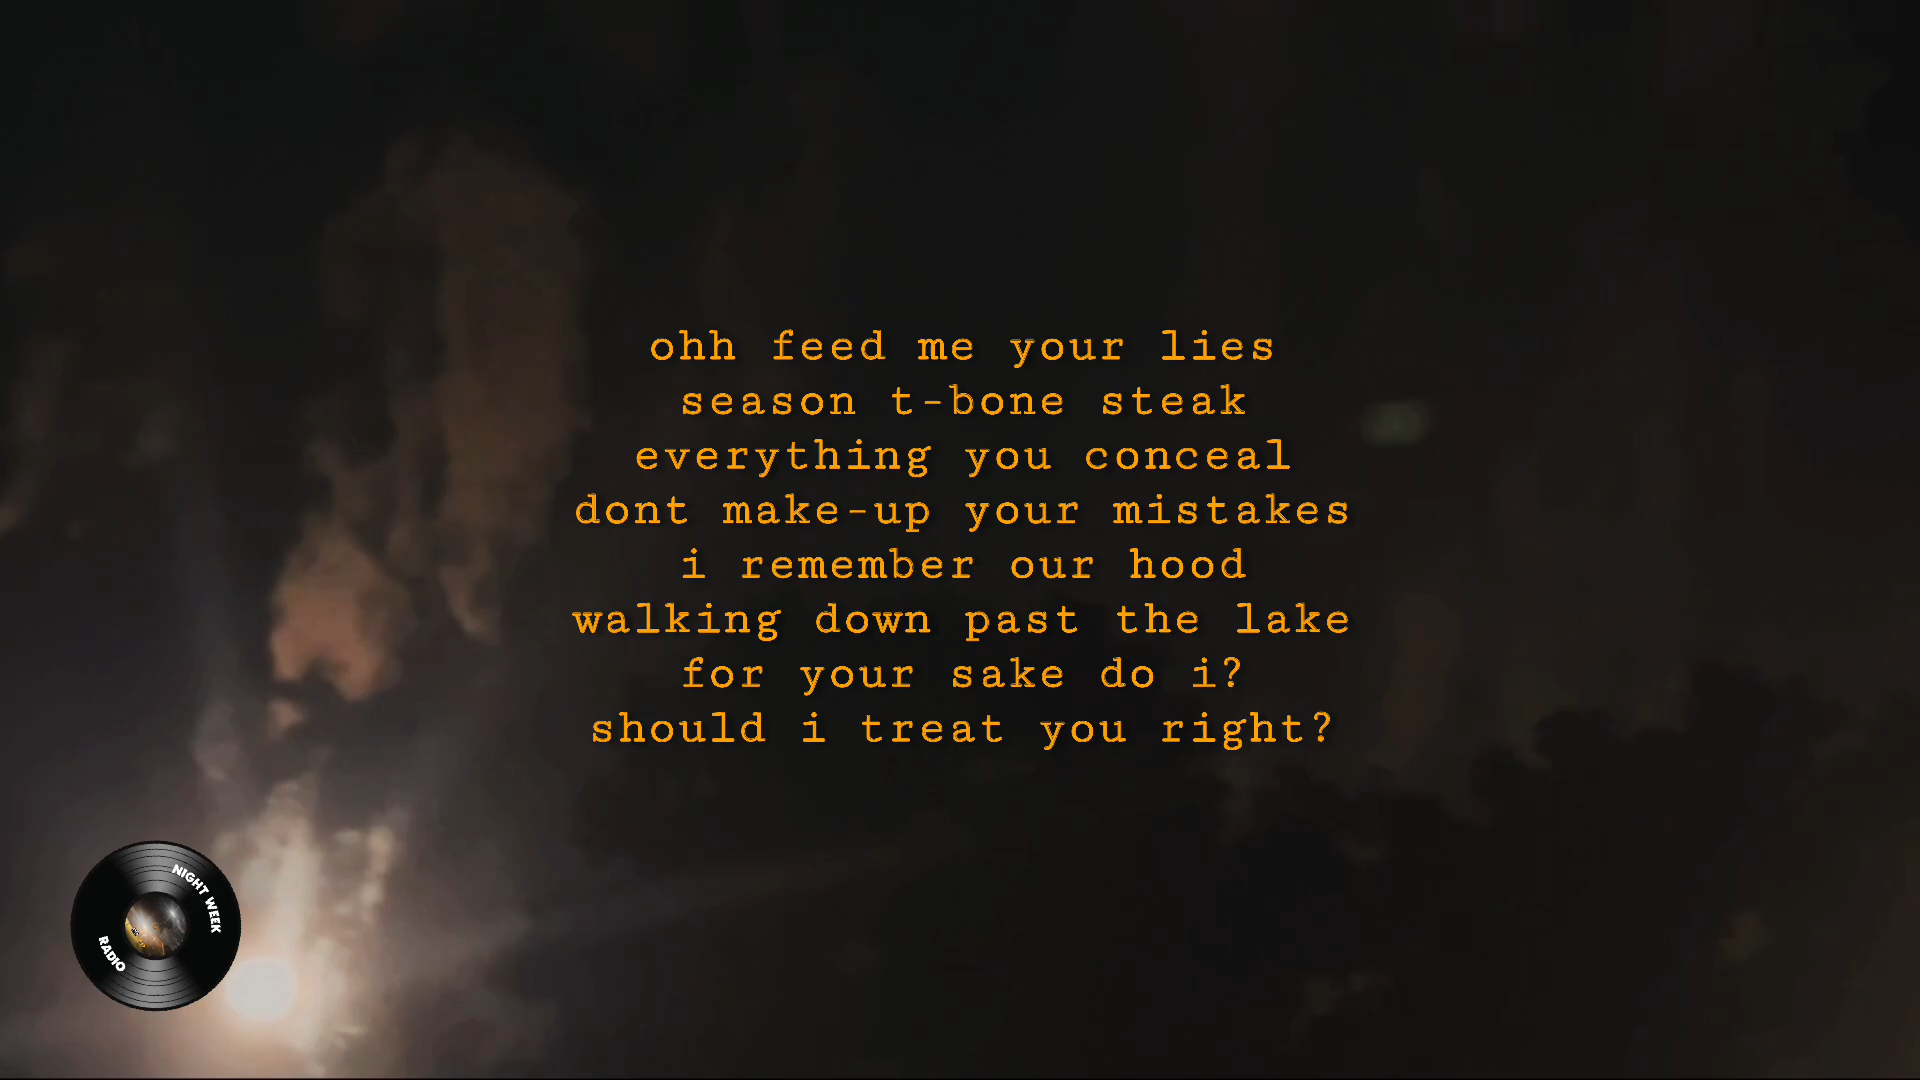 ohh feed me your lies
season t-bone steak
everything you conceal
dont make-up your mistakes
i remember our hood
walking down past the lake
for your sake do i?
should i treat you right?
NIGHT WEEK
RADIO